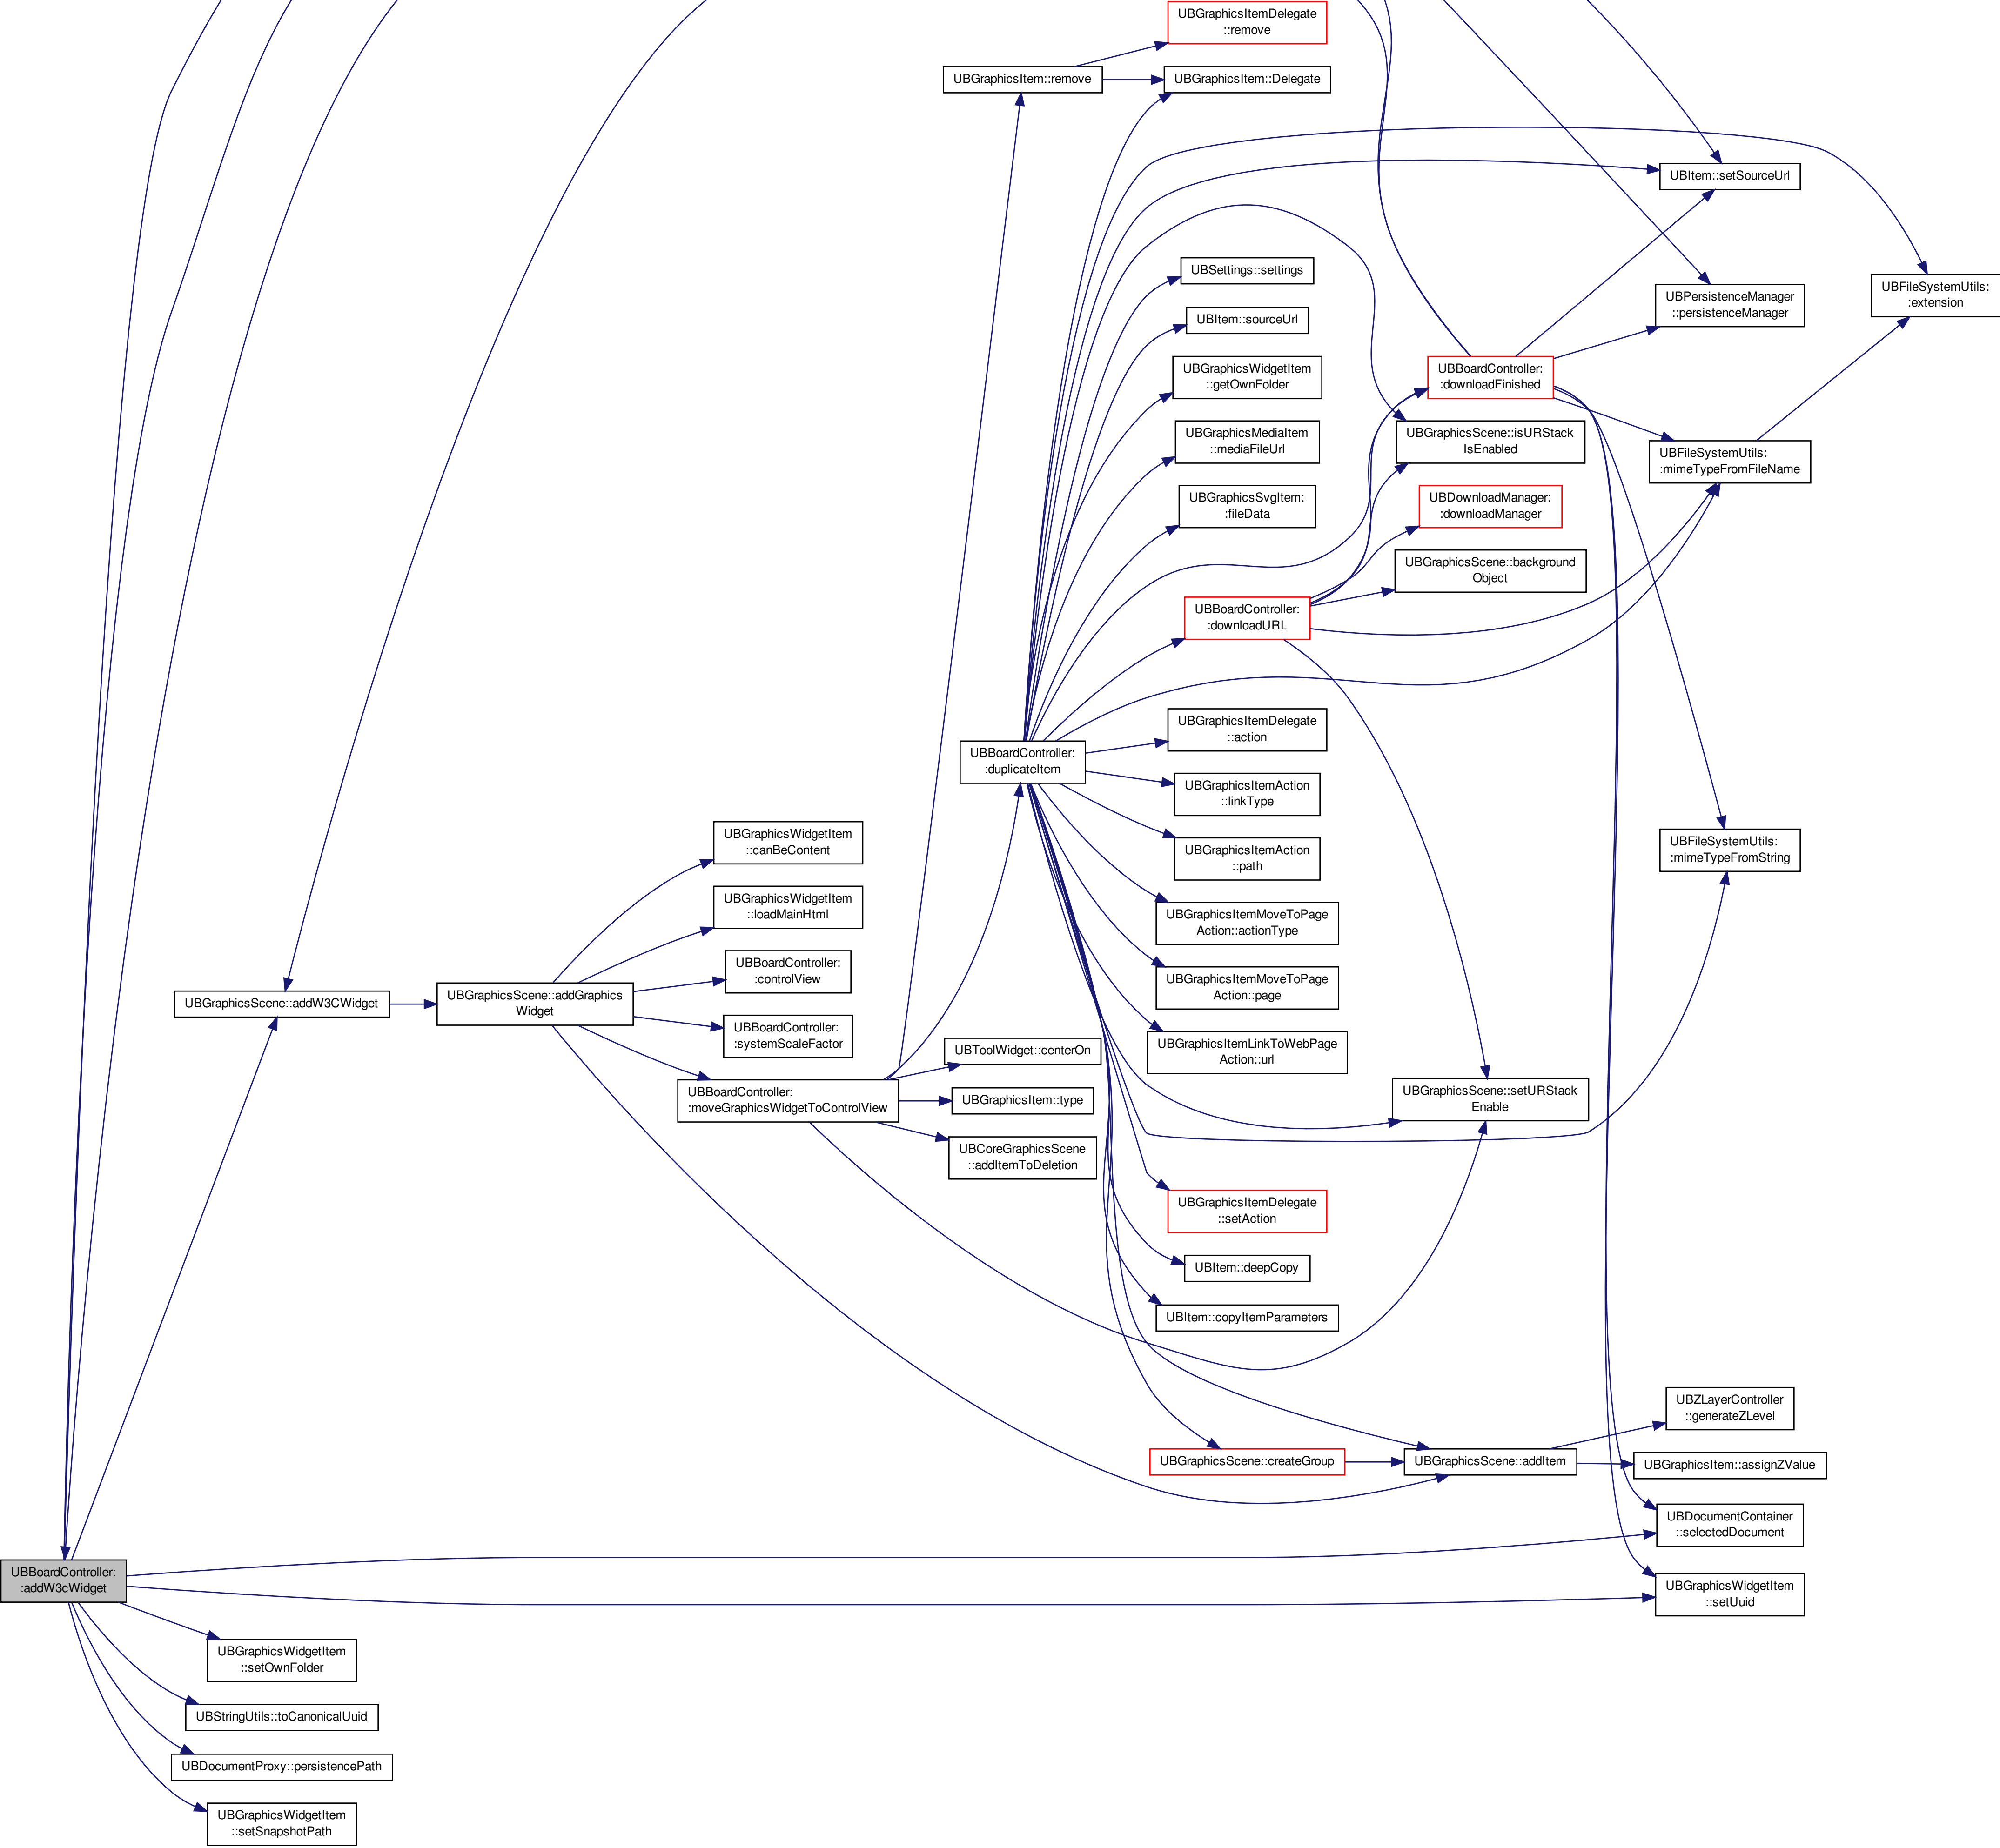 UBGraphicsItemDelegate
::remove
UBGraphicsItem::remove
UBGraphicsItem::Delegate
UBItem::setSourceUrl
UBSettings::settings
UBFileSystemUtils:
:extension
UBPersistenceManager
::persistenceManager
UBItem::sourceUrl
UBGraphicsWidgetItem
::getOwnFolder
UBBoardController:
:downloadFinished
UBGraphicsMediaItem
::mediaFileUrl
UBGraphicsScene::isURStack
IsEnabled
UBFileSystemUtils:
:mimeTypeFromFileName
UBGraphicsSvgItem:
:fileData
UBDownloadManager:
:downloadManager
UBGraphicsScene::background
Object
UBBoardController:
:downloadURL
UBGraphicsItemDelegate
::action
UBBoardController:
:duplicateItem
UBGraphicsItemAction
::linkType
UBGraphicsWidgetItem
::canBeContent
UBGraphicsItemAction
::path
UBFileSystemUtils:
:mimeTypeFromString
UBGraphicsWidgetItem
::loadMainHtml
UBGraphicsItemMoveToPage
Action::actionType
UBBoardController:
:controlView
UBGraphicsItemMoveToPage
Action::page
UBGraphicsScene::addW3CWidget
UBGraphicsScene::addGraphics
Widget
UBBoardController:
:systemScaleFactor
UBToolWidget::centerOn
UBGraphicsItemLinkToWebPage
Action::url
UBBoardController:
:moveGraphicsWidgetToControlView
UBGraphicsItem::type
UBGraphicsScene::setURStack
Enable
UBCoreGraphicsScene
::addItemToDeletion
UBGraphicsItemDelegate
::setAction
UBItem::deepCopy
UBItem::copyItemParameters
UBZLayerController
::generateZLevel
UBGraphicsScene::createGroup
UBGraphicsScene::addItem
UBGraphicsItem::assignZValue
UBDocumentContainer
::selectedDocument
UBBoardController:
:addW3cWidget
UBGraphicsWidgetItem
::setUuid
UBGraphicsWidgetItem
::setOwnFolder
UBStringUtils::toCanonicalUuid
UBDocumentProxy::persistencePath
UBGraphicsWidgetItem
::setSnapshotPath